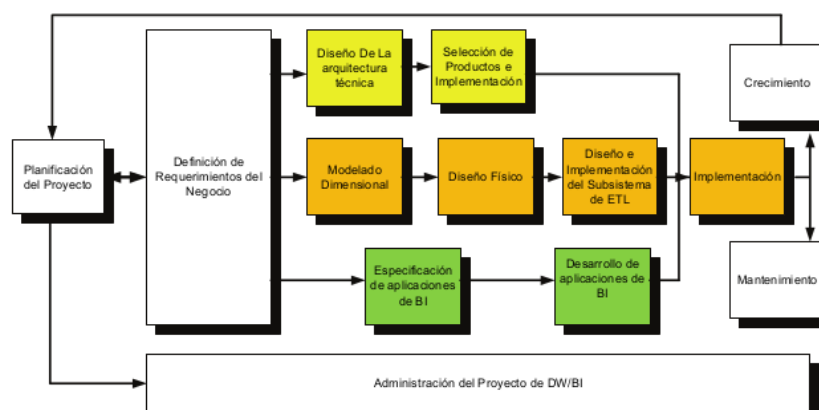 Planificación
del Proyecto
Definición de
Requerimientos del
Negocio
Diseño De La
arquitectura
técnica
Selección de
Productos e
Implementación
Modelado
Dimensional
Diseño Físico
Diseño e
Implementación
del Subsistema
de ETL
Implementación
Especificación
de aplicaciones
de BI
Desarrollo de
aplicaciones de
BI
Crecimiento
Mantenimiento
Administración del Proyecto de DW/BI